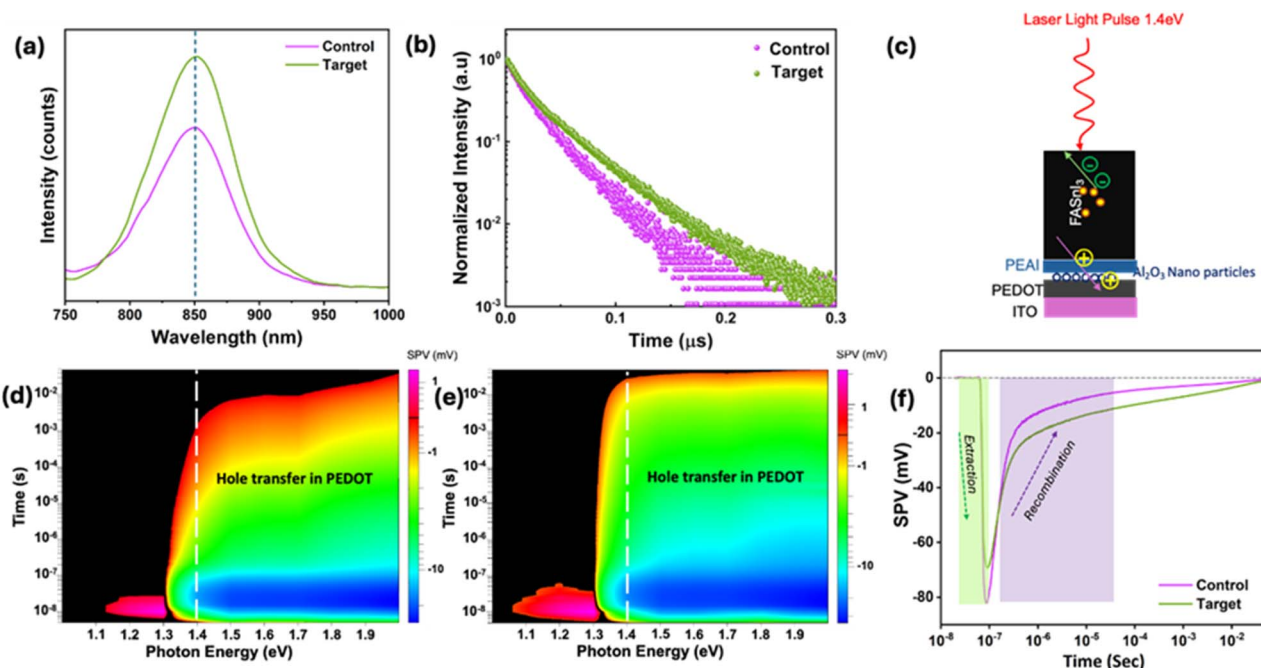 (a)
Control
Target
Intensity (counts)
750 800 850 900 950 1000
Wavelength (nm)
(b)
Control
Target
Normalized Intensity (a.u)
10⁰
10⁻¹
10⁻²
10⁻³
0.0 0.1 0.2 0.3
Time (μs)
(c)
Laser Light Pulse 1.4eV
FASnI₃
PEAI
Al₂O₃ Nano particles
PEDOT
ITO
(d)
SPV (mV)
1
-1
-10
Hole transfer in PEDOT
Time (s)
10⁻²
10⁻³
10⁻⁴
10⁻⁵
10⁻⁶
10⁻⁷
10⁻⁸
1.1 1.2 1.3 1.4 1.5 1.6 1.7 1.8 1.9
Photon Energy (eV)
(e)
SPV (mV)
1
-1
-10
Hole transfer in PEDOT
Time (s)
10⁻²
10⁻³
10⁻⁴
10⁻⁵
10⁻⁶
10⁻⁷
10⁻⁸
1.1 1.2 1.3 1.4 1.5 1.6 1.7 1.8 1.9
Photon Energy (eV)
(f)
SPV (mV)
0
-20
-40
-60
-80
Extraction
Recombination
Control
Target
10⁻⁸ 10⁻⁷ 10⁻⁶ 10⁻⁵ 10⁻⁴ 10⁻³ 10⁻²
Time (Sec)